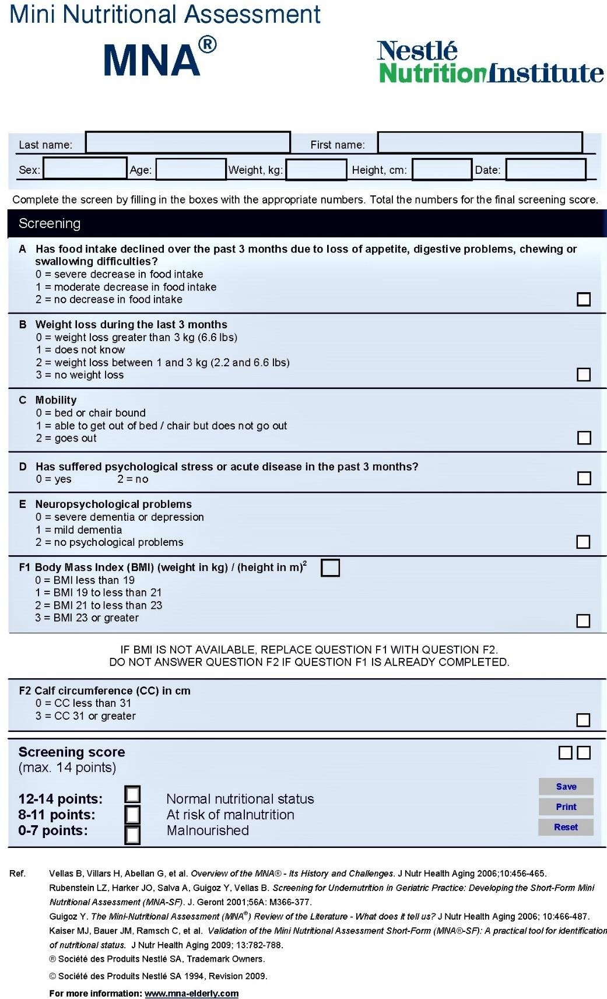 Mini Nutritional Assessment
MNA®
Nestlé
NutritionInstitute
Last name: First name:
Sex: Age: Weight, kg: Height, cm: Date:
Complete the screen by filling in the boxes with the appropriate numbers. Total the numbers for the final screening score.
Screening
A Has food intake declined over the past 3 months due to loss of appetite, digestive problems, chewing or
swallowing difficulties?
0 = severe decrease in food intake
1 = moderate decrease in food intake
2 = no decrease in food intake
B Weight loss during the last 3 months
0 = weight loss greater than 3 kg (6.6 lbs)
1 = does not know
2 = weight loss between 1 and 3 kg (2.2 and 6.6 lbs)
3 = no weight loss
C Mobility
0 = bed or chair bound
1 = able to get out of bed / chair but does not go out
2 = goes out
D Has suffered psychological stress or acute disease in the past 3 months?
0 = yes 2 = no
E Neuropsychological problems
0 = severe dementia or depression
1 = mild dementia
2 = no psychological problems
F1 Body Mass Index (BMI) (weight in kg) / (height in m)²
0 = BMI less than 19
1 = BMI 19 to less than 21
2 = BMI 21 to less than 23
3 = BMI 23 or greater
IF BMI IS NOT AVAILABLE, REPLACE QUESTION F1 WITH QUESTION F2.
DO NOT ANSWER QUESTION F2 IF QUESTION F1 IS ALREADY COMPLETED.
F2 Calf circumference (CC) in cm
0 = CC less than 31
3 = CC 31 or greater
Screening score
(max. 14 points)
Save
12-14 points: Normal nutritional status
Print
8-11 points: At risk of malnutrition
0-7 points: Malnourished
Reset
Ref. Vellas B, Villars H, Abellan G, et al. Overview of the MNA® - Its History and Challenges. J Nutr Health Aging 2006;10:456-465.
Rubenstein LZ, Harker JO, Salva A, Guigoz Y, Vellas B. Screening for Undernutrition in Geriatric Practice: Developing the Short-Form Mini
Nutritional Assessment (MNA-SF). J. Geront 2001;56A: M366-377.
Guigoz Y. The Mini-Nutritional Assessment (MNA®) Review of the Literature - What does it tell us? J Nutr Health Aging 2006; 10:466-487.
Kaiser MJ, Bauer JM, Ramsch C, et al. Validation of the Mini Nutritional Assessment Short-Form (MNA®-SF): A practical tool for identification
of nutritional status. J Nutr Health Aging 2009; 13:782-788.
® Société des Produits Nestlé SA, Trademark Owners.
© Société des Produits Nestlé SA 1994, Revision 2009.
For more information: www.mna-elderly.com